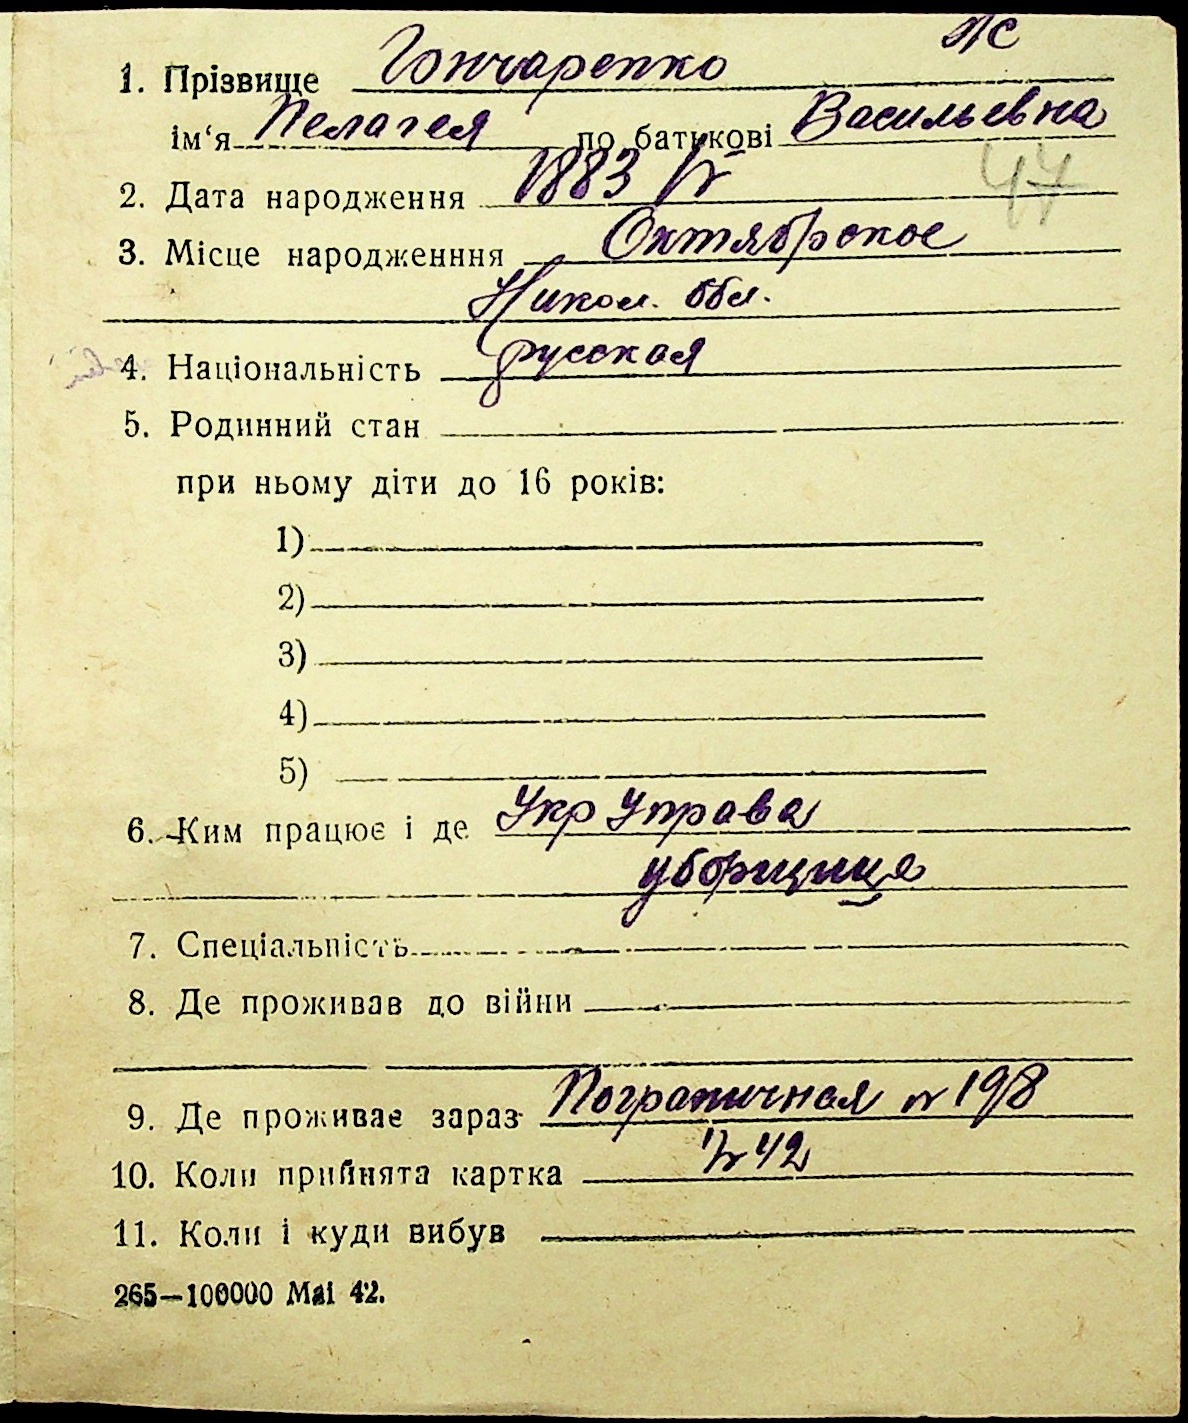 1. Прізвище Гончаренко
ім‘я Пелагея по батькові Васильевна
2. Дата народження 1883
47
3. Місце народженння Октябрское
Никол. обл.
4. Національність русская
5. Родинний стан
при ньому діти до 16 років:
1)
2)
3)
4)
5)
6. Ким працює і де Укр Управа
уборщиця
7. Спеціальність
8. Де проживав до війни
9. Де проживає зараз Пограничная № 198
10. Коли прийнята картка 42
11. Коли і куди вибув
265—100000 Mai 42.